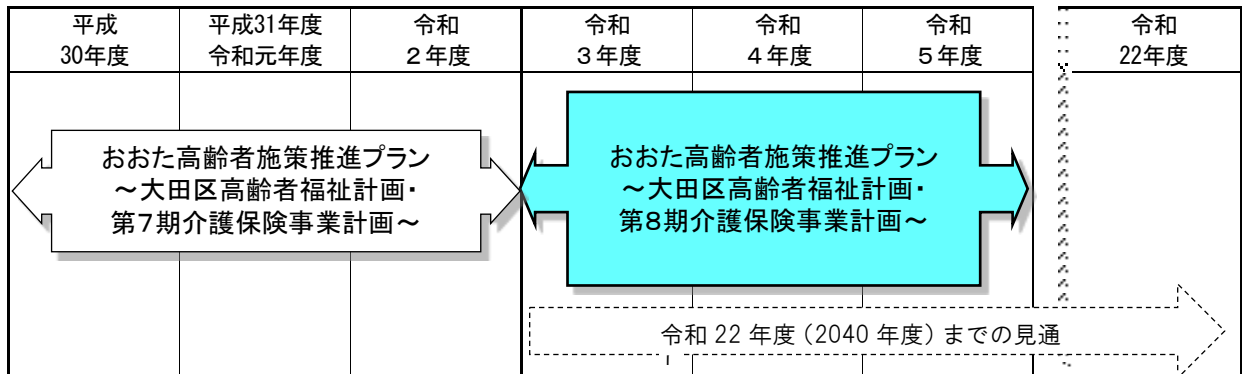 平成
30年度
平成31年度
令和元年度
令和
２年度
令和
３年度
令和
４年度
令和
５年度
令和
22年度
おおた高齢者施策推進プラン
～大田区高齢者福祉計画・
第７期介護保険事業計画～
おおた高齢者施策推進プラン
～大田区高齢者福祉計画・
第８期介護保険事業計画～
令和 22 年度（2040 年度）までの見通